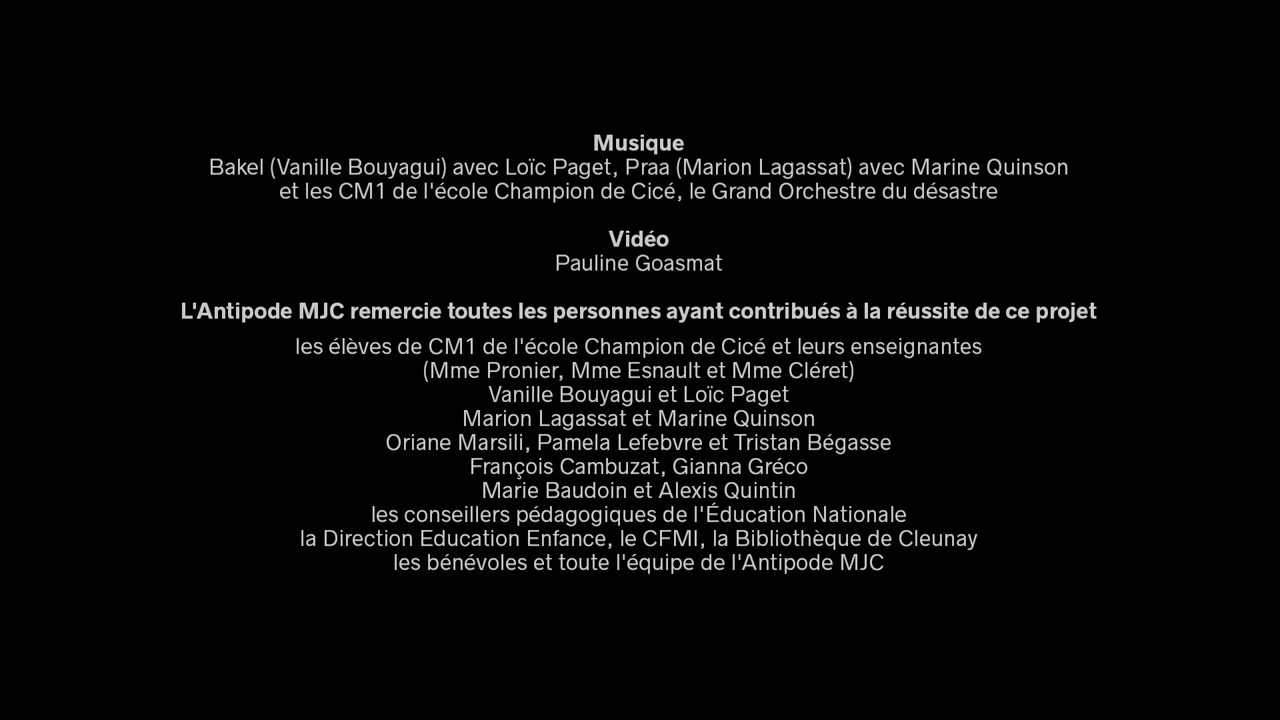 Musique
Bakel (Vanille Bouyagui) avec Loïc Paget, Praa (Marion Lagassat) avec Marine Quinson
et les CM1 de l'école Champion de Cicé, le Grand Orchestre du désastre
Vidéo
Pauline Goasmat
L'Antipode MJC remercie toutes les personnes ayant contribués à la réussite de ce projet
les élèves de CM1 de l'école Champion de Cicé et leurs enseignantes
(Mme Pronier, Mme Esnault et Mme Cléret)
Vanille Bouyagui et Loïc Paget
Marion Lagassat et Marine Quinson
Oriane Marsili, Pamela Lefebvre et Tristan Bégasse
François Cambuzat, Gianna Gréco
Marie Baudoin et Alexis Quintin
les conseillers pédagogiques de l'Éducation Nationale
la Direction Education Enfance, le CFMI, la Bibliothèque de Cleunay
les bénévoles et toute l'équipe de l'Antipode MJC